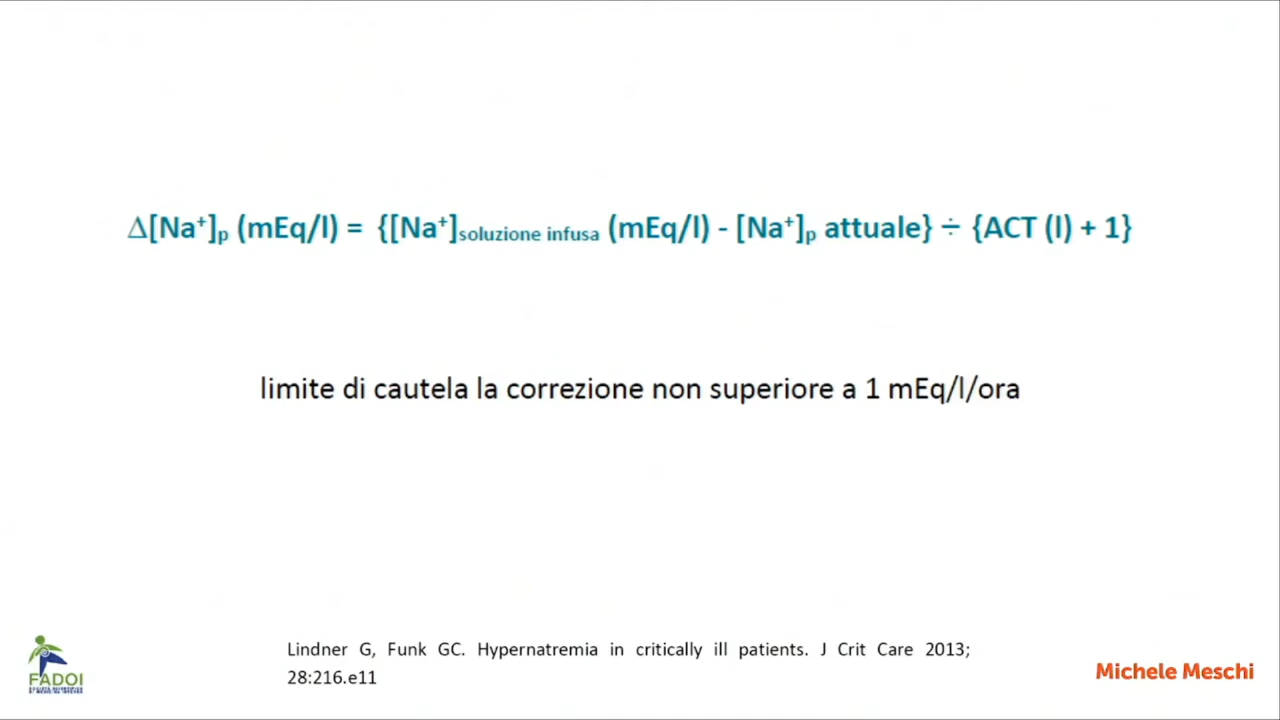 Δ[Na⁺]ₚ (mEq/l) = {[Na⁺]soluzione infusa (mEq/l) - [Na⁺]ₚ attuale} ÷ {ACT (l) + 1}
limite di cautela la correzione non superiore a 1 mEq/l/ora
Lindner G, Funk GC. Hypernatremia in critically ill patients. J Crit Care 2013;
28:216.e11
FADOI
Michele Meschi